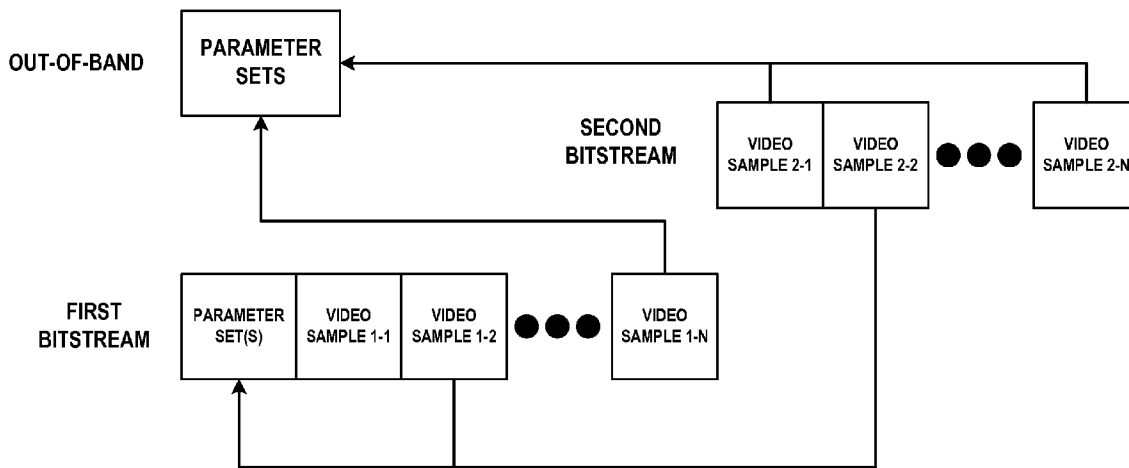 OUT-OF-BAND
PARAMETER
SETS
SECOND
BITSTREAM
VIDEO
SAMPLE 2-1
VIDEO
SAMPLE 2-2
VIDEO
SAMPLE 2-N
FIRST
BITSTREAM
PARAMETER
SET(S)
VIDEO
SAMPLE 1-1
VIDEO
SAMPLE 1-2
VIDEO
SAMPLE 1-N